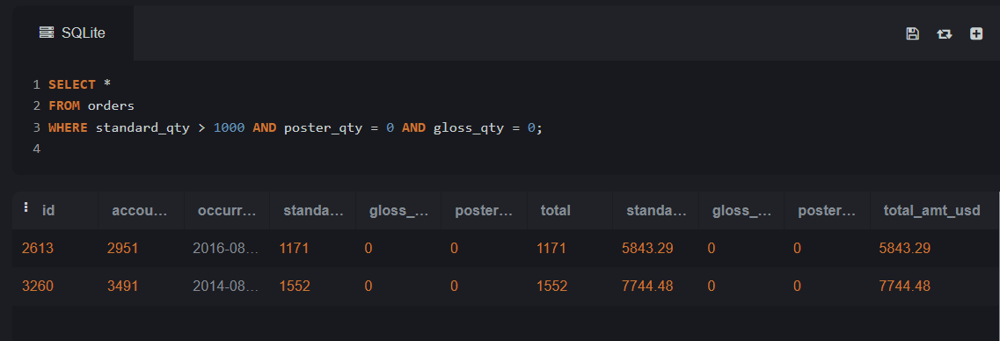 SQLite
1 SELECT *
2 FROM orders
3 WHERE standard_qty > 1000 AND poster_qty = 0 AND gloss_qty = 0;
4
id accou... occurr... standa... gloss_... poster... total standa... gloss_... poster... total_amt_usd
2613 2951 2016-08... 1171 0 0 1171 5843.29 0 0 5843.29
3260 3491 2014-08... 1552 0 0 1552 7744.48 0 0 7744.48